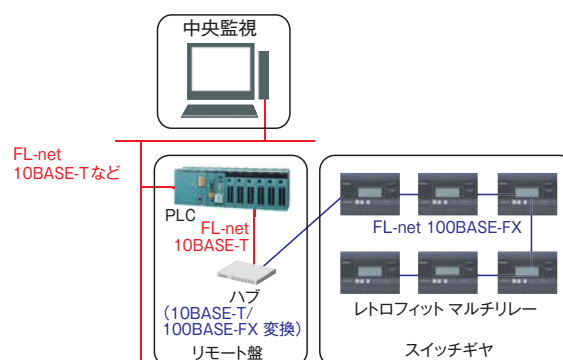 中央監視
FL-net
10BASE-Tなど
PLC
FL-net
10BASE-T
ハブ
(10BASE-T/
100BASE-FX 変換)
リモート盤
FL-net 100BASE-FX
レトロフィット マルチリレー
スイッチギヤ